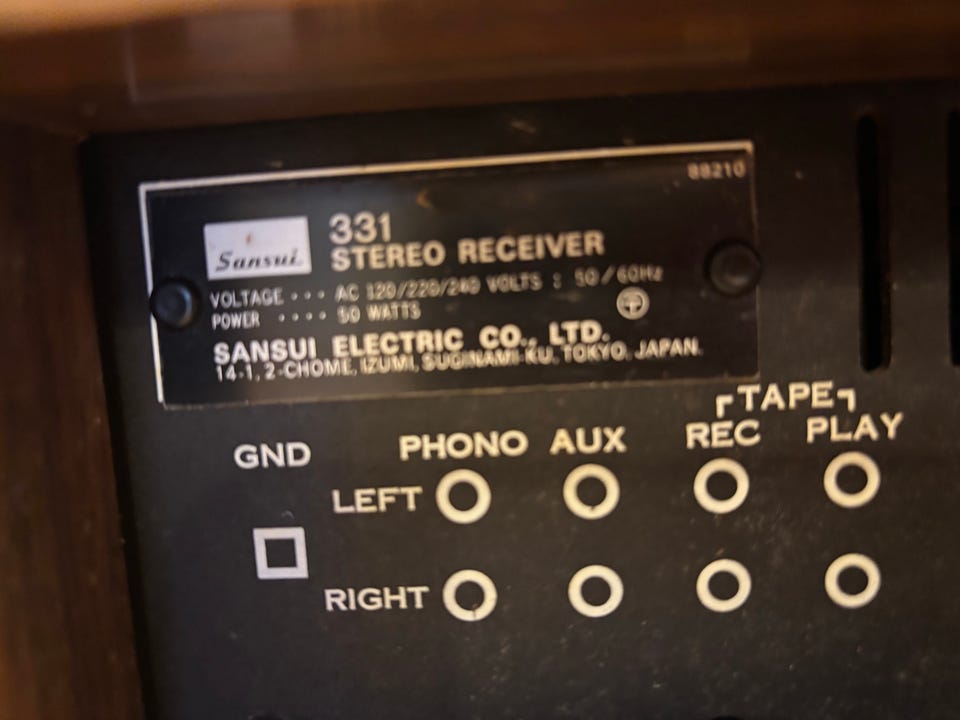 88210
Sansui
331
STEREO RECEIVER
VOLTAGE ··· AC 120/220/240 VOLTS : 50/60Hz
POWER ···· 50 WATTS
SANSUI ELECTRIC CO., LTD.
14-1, 2-CHOME, IZUMI, SUGINAMI-KU, TOKYO, JAPAN.
TAPE
GND PHONO AUX REC PLAY
LEFT
RIGHT